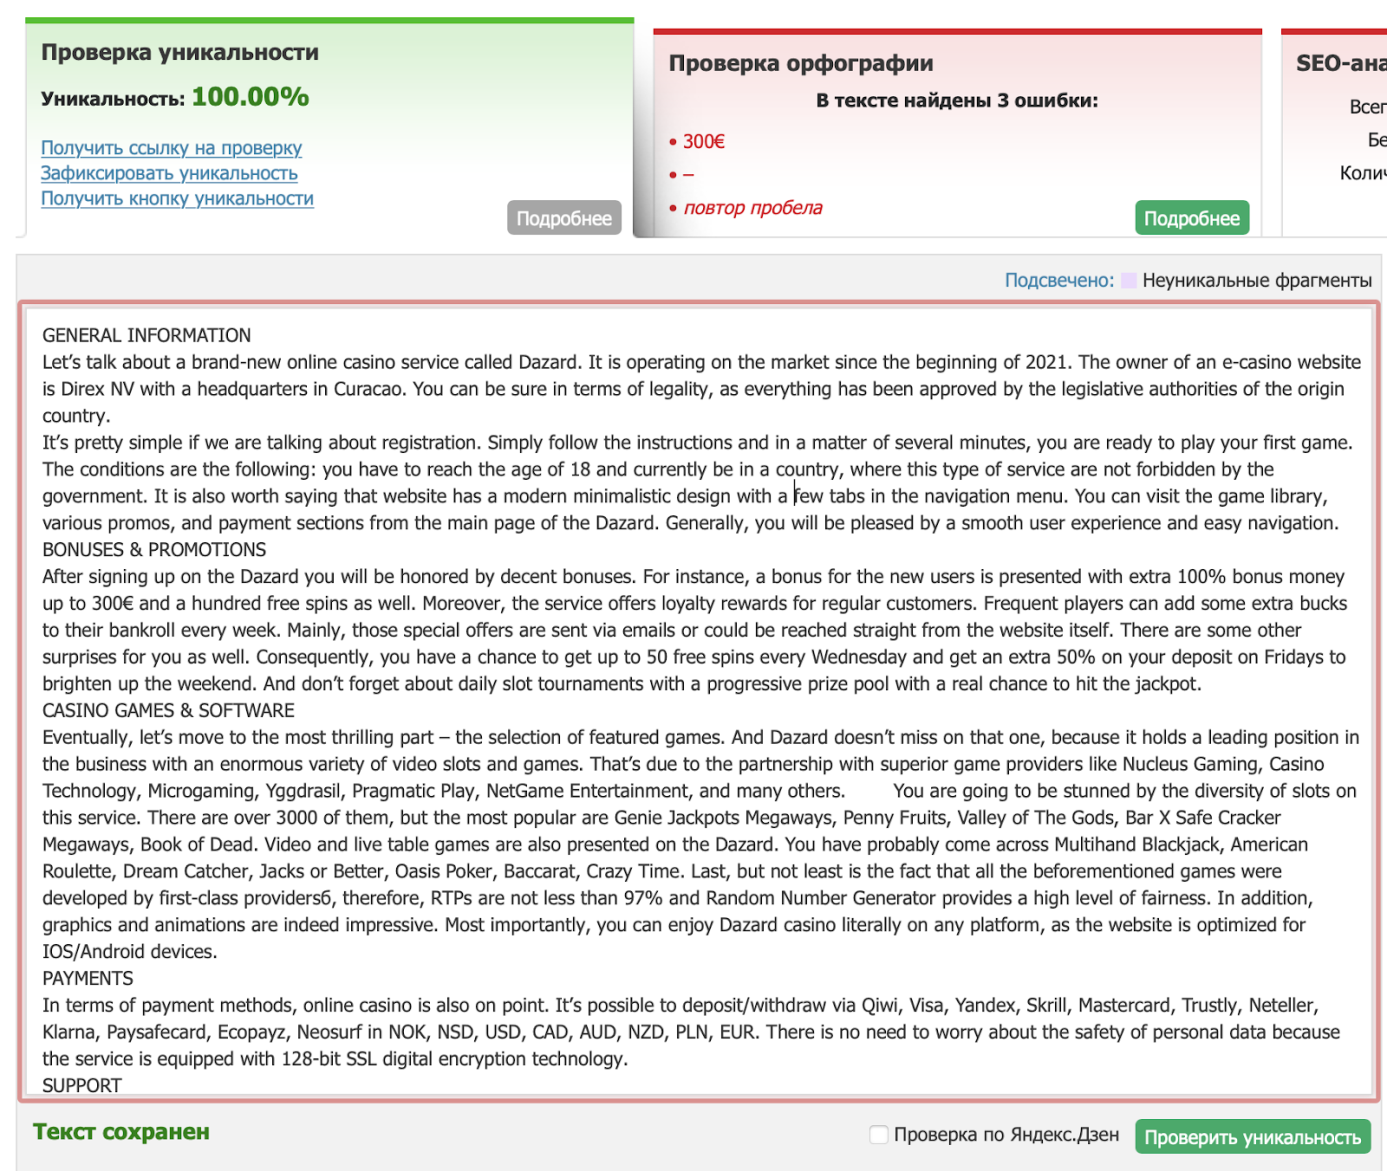 Проверка уникальности
Уникальность: 100.00%
Получить ссылку на проверку
Зафиксировать уникальность
Получить кнопку уникальности
Подробнее
Проверка орфографии
В тексте найдены 3 ошибки:
• 300€
• –
• повтор пробела
Подробнее
SEO-ана
Всег
Бе
Колич
Подсвечено: Неуникальные фрагменты
GENERAL INFORMATION
Let’s talk about a brand-new online casino service called Dazard. It is operating on the market since the beginning of 2021. The owner of an e-casino website
is Direx NV with a headquarters in Curacao. You can be sure in terms of legality, as everything has been approved by the legislative authorities of the origin
country.
It’s pretty simple if we are talking about registration. Simply follow the instructions and in a matter of several minutes, you are ready to play your first game.
The conditions are the following: you have to reach the age of 18 and currently be in a country, where this type of service are not forbidden by the
government. It is also worth saying that website has a modern minimalistic design with a few tabs in the navigation menu. You can visit the game library,
various promos, and payment sections from the main page of the Dazard. Generally, you will be pleased by a smooth user experience and easy navigation.
BONUSES & PROMOTIONS
After signing up on the Dazard you will be honored by decent bonuses. For instance, a bonus for the new users is presented with extra 100% bonus money
up to 300€ and a hundred free spins as well. Moreover, the service offers loyalty rewards for regular customers. Frequent players can add some extra bucks
to their bankroll every week. Mainly, those special offers are sent via emails or could be reached straight from the website itself. There are some other
surprises for you as well. Consequently, you have a chance to get up to 50 free spins every Wednesday and get an extra 50% on your deposit on Fridays to
brighten up the weekend. And don’t forget about daily slot tournaments with a progressive prize pool with a real chance to hit the jackpot.
CASINO GAMES & SOFTWARE
Eventually, let’s move to the most thrilling part – the selection of featured games. And Dazard doesn’t miss on that one, because it holds a leading position in
the business with an enormous variety of video slots and games. That’s due to the partnership with superior game providers like Nucleus Gaming, Casino
Technology, Microgaming, Yggdrasil, Pragmatic Play, NetGame Entertainment, and many others. You are going to be stunned by the diversity of slots on
this service. There are over 3000 of them, but the most popular are Genie Jackpots Megaways, Penny Fruits, Valley of The Gods, Bar X Safe Cracker
Megaways, Book of Dead. Video and live table games are also presented on the Dazard. You have probably come across Multihand Blackjack, American
Roulette, Dream Catcher, Jacks or Better, Oasis Poker, Baccarat, Crazy Time. Last, but not least is the fact that all the beforementioned games were
developed by first-class providersб, therefore, RTPs are not less than 97% and Random Number Generator provides a high level of fairness. In addition,
graphics and animations are indeed impressive. Most importantly, you can enjoy Dazard casino literally on any platform, as the website is optimized for
IOS/Android devices.
PAYMENTS
In terms of payment methods, online casino is also on point. It’s possible to deposit/withdraw via Qiwi, Visa, Yandex, Skrill, Mastercard, Trustly, Neteller,
Klarna, Paysafecard, Ecopayz, Neosurf in NOK, NSD, USD, CAD, AUD, NZD, PLN, EUR. There is no need to worry about the safety of personal data because
the service is equipped with 128-bit SSL digital encryption technology.
SUPPORT
Текст сохранен
Проверка по Яндекс.Дзен
Проверить уникальность